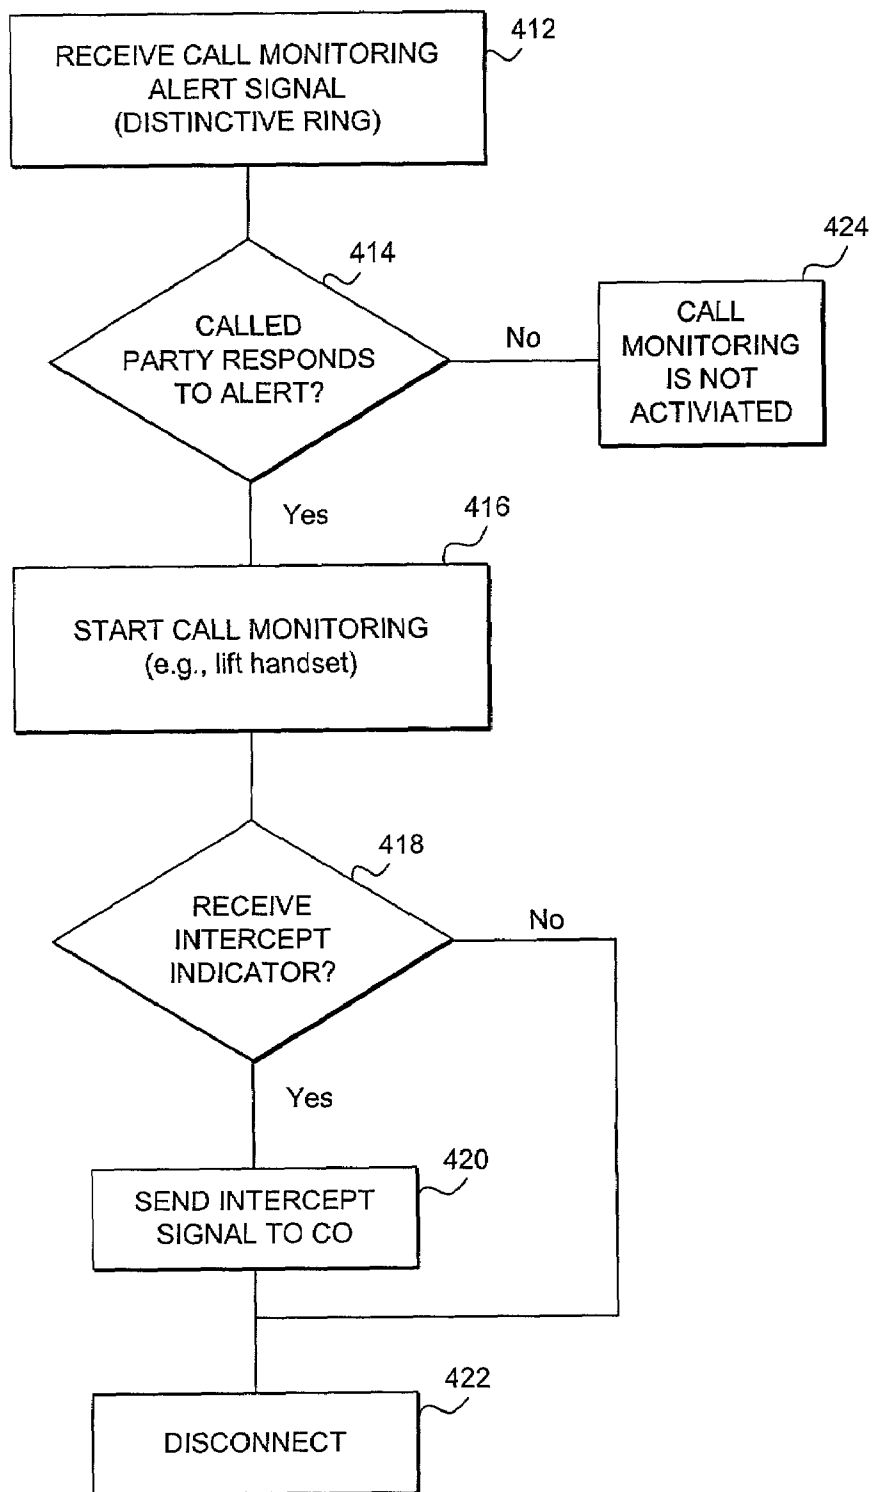 412
RECEIVE CALL MONITORING
ALERT SIGNAL
(DISTINCTIVE RING)
414
CALLED
PARTY RESPONDS
TO ALERT?
No
424
CALL
MONITORING
IS NOT
ACTIVIATED
Yes
416
START CALL MONITORING
(e.g., lift handset)
418
RECEIVE
INTERCEPT
INDICATOR?
No
Yes
420
SEND INTERCEPT
SIGNAL TO CO
422
DISCONNECT